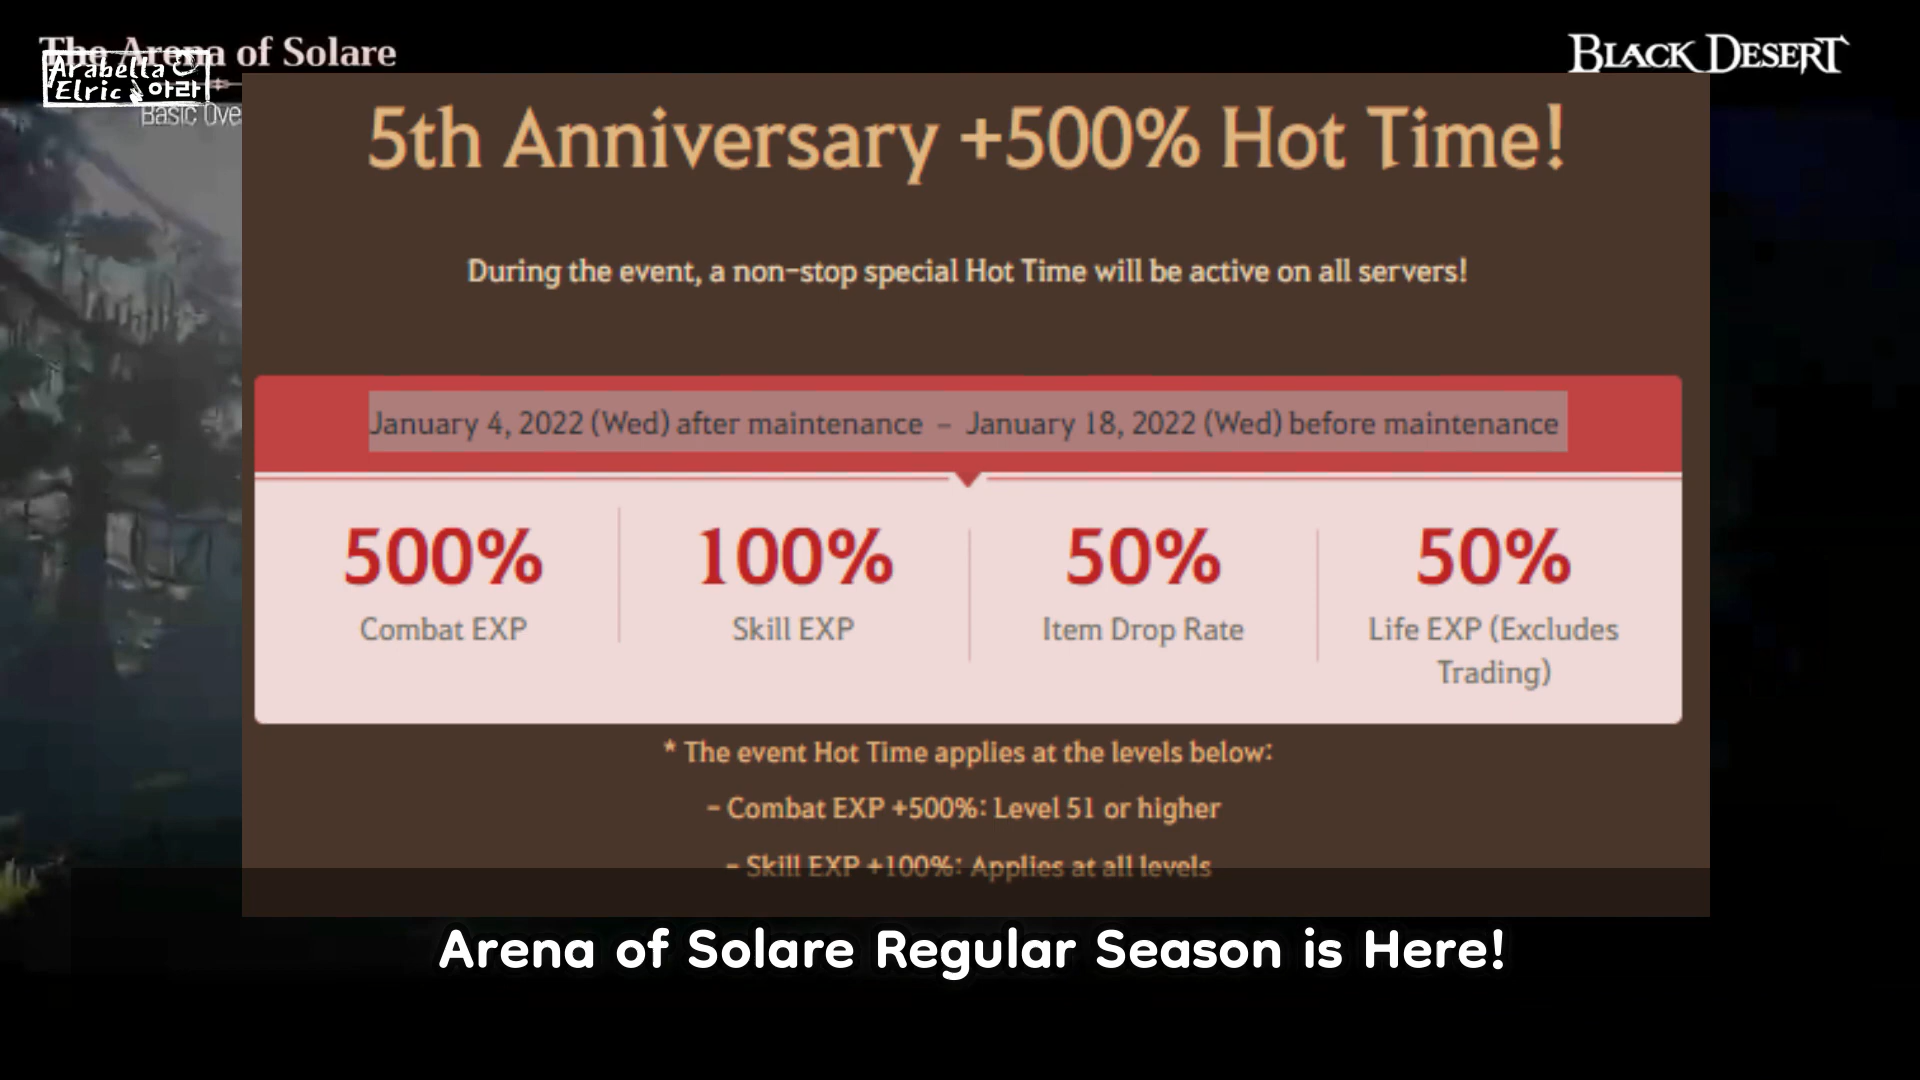 The Arena of Solare
Arabella
Elric 아라
Basic Ove
BLACK DESERT
5th Anniversary +500% Hot Time!
During the event, a non-stop special Hot Time will be active on all servers!
January 4, 2022 (Wed) after maintenance – January 18, 2022 (Wed) before maintenance
500% 100% 50% 50%
Combat EXP Skill EXP Item Drop Rate Life EXP (Excludes
Trading)
* The event Hot Time applies at the levels below:
- Combat EXP +500%: Level 51 or higher
- Skill EXP +100%: Applies at all levels
Arena of Solare Regular Season is Here!